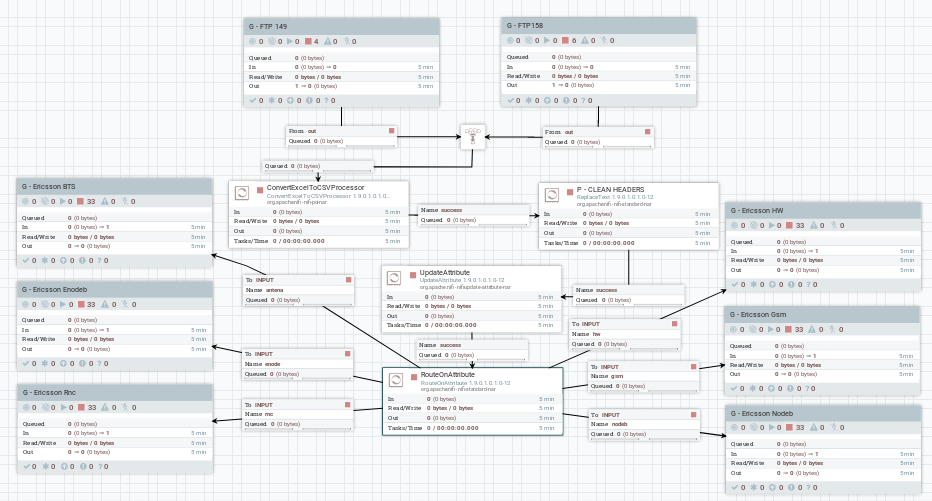 G - FTP 149
0 0 0 4 0 0
Queued 0 (0 bytes)
In 0 (0 bytes) → 0 5 min
Read/Write 0 bytes / 0 bytes 5 min
Out 1 → 0 (0 bytes) 5 min
0 0 0 0 ? 0
G - FTP158
0 0 0 6 0 0
Queued 0 (0 bytes)
In 0 (0 bytes) → 0 5 min
Read/Write 0 bytes / 0 bytes 5 min
Out 1 → 0 (0 bytes) 5 min
0 0 0 0 ? 0
From out
Queued 0 (0 bytes)
From out
Queued 0 (0 bytes)
Queued 0 (0 bytes)
G - Ericsson BTS
0 0 0 33 0 0
Queued 0 (0 bytes)
In 0 (0 bytes) → 1 5 min
Read/Write 0 bytes / 0 bytes 5 min
Out 0 → 0 (0 bytes) 5 min
0 0 0 0 ? 0
ConvertExcelToCSVProcessor
ConvertExcelToCSVProcessor 1.9.0.1.0.1.0...
org.apache.nifi - nifi-poi-nar
In 0 (0 bytes) 5 min
Read/Write 0 bytes / 0 bytes 5 min
Out 0 (0 bytes) 5 min
Tasks/Time 0 / 00:00:00.000 5 min
Name success
Queued 0 (0 bytes)
P - CLEAN HEADERS
ReplaceText 1.9.0.1.0.1.0-12
org.apache.nifi - nifi-standard-nar
In 0 (0 bytes) 5 min
Read/Write 0 bytes / 0 bytes 5 min
Out 0 (0 bytes) 5 min
Tasks/Time 0 / 00:00:00.000 5 min
G - Ericsson HW
0 0 0 33 0 0
Queued 0 (0 bytes)
In 0 (0 bytes) → 1 5 min
Read/Write 0 bytes / 0 bytes 5 min
Out 0 → 0 (0 bytes) 5 min
0 0 0 0 ? 0
To INPUT
Name antena
Queued 0 (0 bytes)
UpdateAttribute
UpdateAttribute 1.9.0.1.0.1.0-12
org.apache.nifi - nifi-update-attribute-nar
In 0 (0 bytes) 5 min
Read/Write 0 bytes / 0 bytes 5 min
Out 0 (0 bytes) 5 min
Tasks/Time 0 / 00:00:00.000 5 min
Name success
Queued 0 (0 bytes)
G - Ericsson Enodeb
0 0 0 33 0 0
Queued 0 (0 bytes)
In 0 (0 bytes) → 1 5 min
Read/Write 0 bytes / 0 bytes 5 min
Out 0 → 0 (0 bytes) 5 min
0 0 0 0 ? 0
To INPUT
Name hw
Queued 0 (0 bytes)
G - Ericsson Gsm
0 0 0 33 0 0
Queued 0 (0 bytes)
In 0 (0 bytes) → 1 5 min
Read/Write 0 bytes / 0 bytes 5 min
Out 0 → 0 (0 bytes) 5 min
0 0 0 0 ? 0
Name success
Queued 0 (0 bytes)
To INPUT
Name enode
Queued 0 (0 bytes)
To INPUT
Name gsm
Queued 0 (0 bytes)
RouteOnAttribute
RouteOnAttribute 1.9.0.1.0.1.0-12
org.apache.nifi - nifi-standard-nar
In 0 (0 bytes) 5 min
Read/Write 0 bytes / 0 bytes 5 min
Out 0 (0 bytes) 5 min
Tasks/Time 0 / 00:00:00.000 5 min
G - Ericsson Rnc
0 0 0 33 0 0
Queued 0 (0 bytes)
In 0 (0 bytes) → 1 5 min
Read/Write 0 bytes / 0 bytes 5 min
Out 0 → 0 (0 bytes) 5 min
0 0 0 0 ? 0
To INPUT
Name rnc
Queued 0 (0 bytes)
To INPUT
Name nodeb
Queued 0 (0 bytes)
G - Ericsson Nodeb
0 0 0 33 0 0
Queued 0 (0 bytes)
In 0 (0 bytes) → 1 5 min
Read/Write 0 bytes / 0 bytes 5 min
Out 0 → 0 (0 bytes) 5 min
0 0 0 0 ? 0